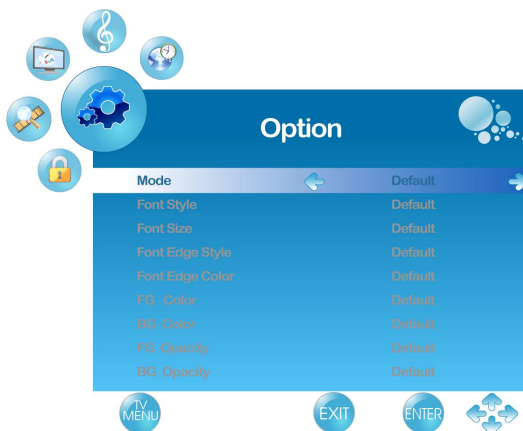 Option
Mode Default
Font Style Default
Font Size Default
Font Edge Style Default
Font Edge Color Default
FG Color Default
BG Color Default
FG Opacity Default
BG Opacity Default
TV
MENU EXIT ENTER